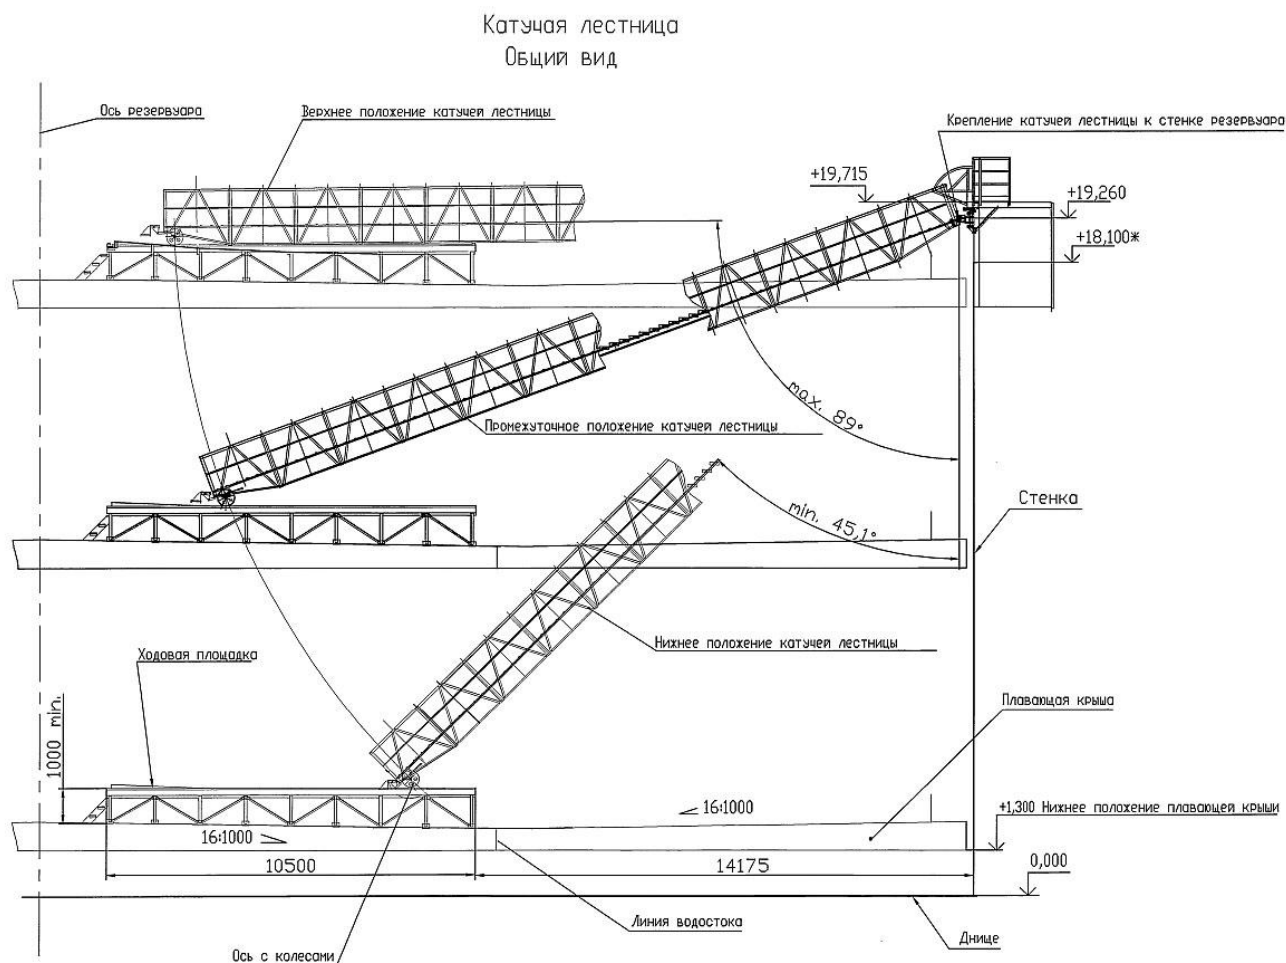 Катучая лестница
Общий вид
Ось резервуара
Верхнее положение катучей лестницы
Крепление катучей лестницы к стенке резервуара
+19,715
+19,260
+18,100*
max. 89°
Промежуточное положение катучей лестницы
min. 45,1°
Стенка
Нижнее положение катучей лестницы
Ходовая площадка
Плавающая крыша
1000 min.
16:1000
16:1000
+1,300 Нижнее положение плавающей крыши
10500
14175
0,000
Линия водостока
Днище
Ось с колесами